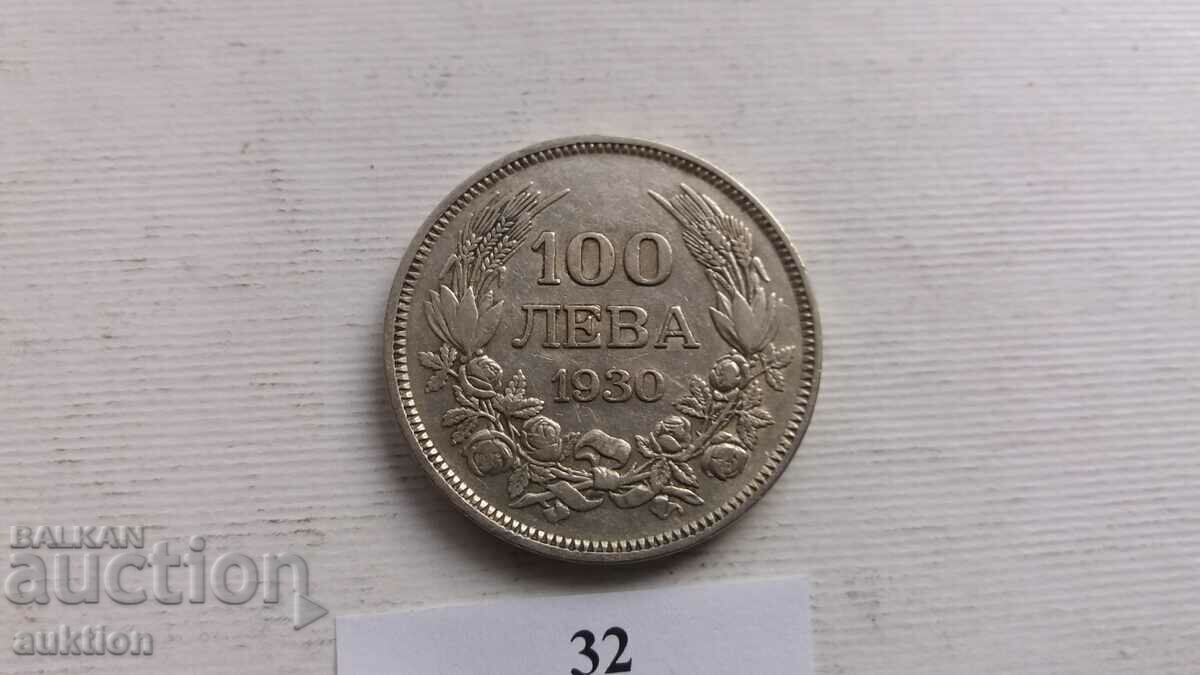 100
ЛЕВА
1930
BALKAN
auction
auktion
32